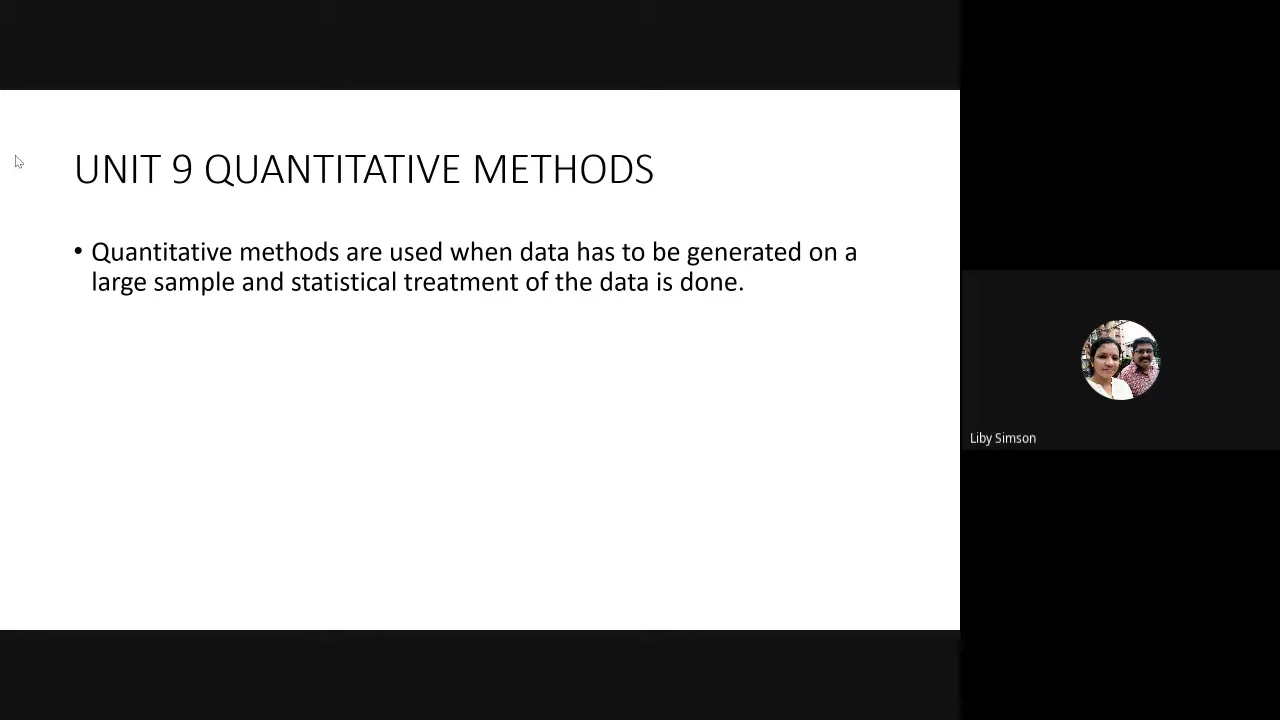 UNIT 9 QUANTITATIVE METHODS
• Quantitative methods are used when data has to be generated on a
large sample and statistical treatment of the data is done.
Liby Simson